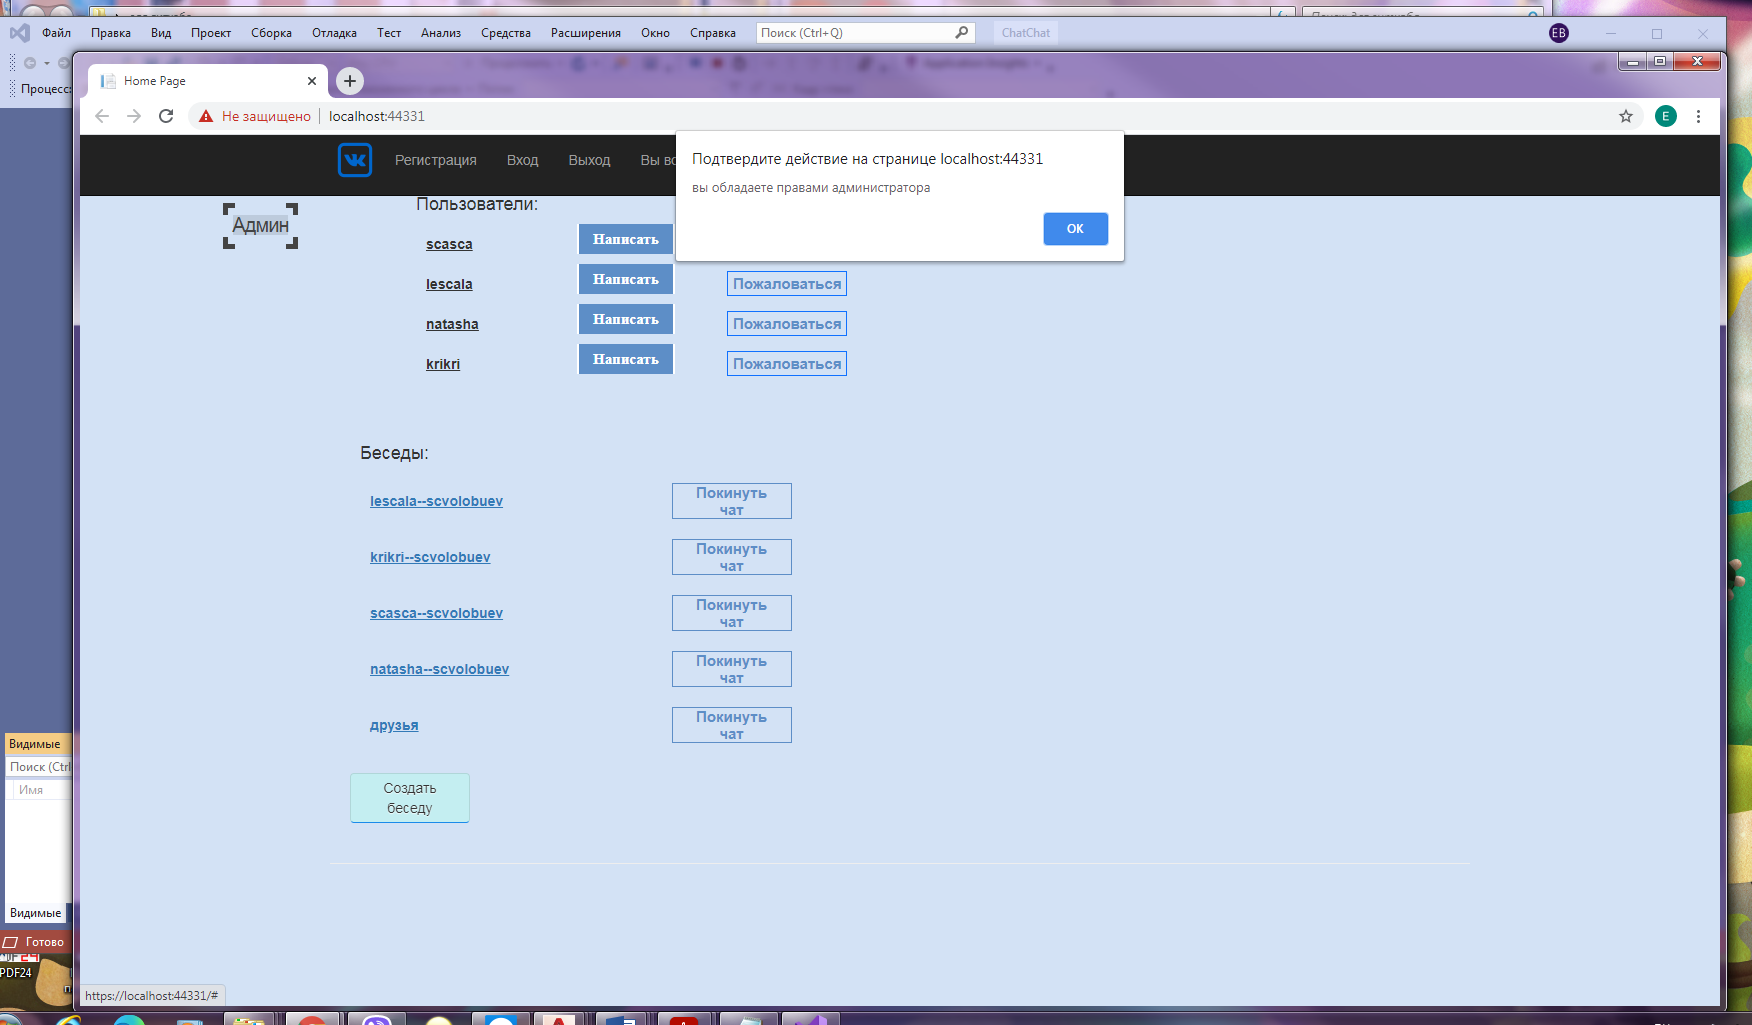 Файл Правка Вид Проект Сборка Отладка Тест Анализ Средства Расширения Окно Справка Поиск (Ctrl+Q) ChatChat EB
Процесс:
Home Page
Не защищено localhost:44331 E
Регистрация Вход Выход Вы вс
Подтвердите действие на странице localhost:44331
вы обладаете правами администратора
ОК
Админ
Пользователи:
scasca Написать
lescala Написать Пожаловаться
natasha Написать Пожаловаться
krikri Написать Пожаловаться
Беседы:
lescala--scvolobuev Покинуть
чат
krikri--scvolobuev Покинуть
чат
scasca--scvolobuev Покинуть
чат
natasha--scvolobuev Покинуть
чат
друзья Покинуть
чат
Создать
беседу
Видимые
Поиск (Ctrl
Имя
Видимые
Готово
PDF24
https://localhost:44331/#